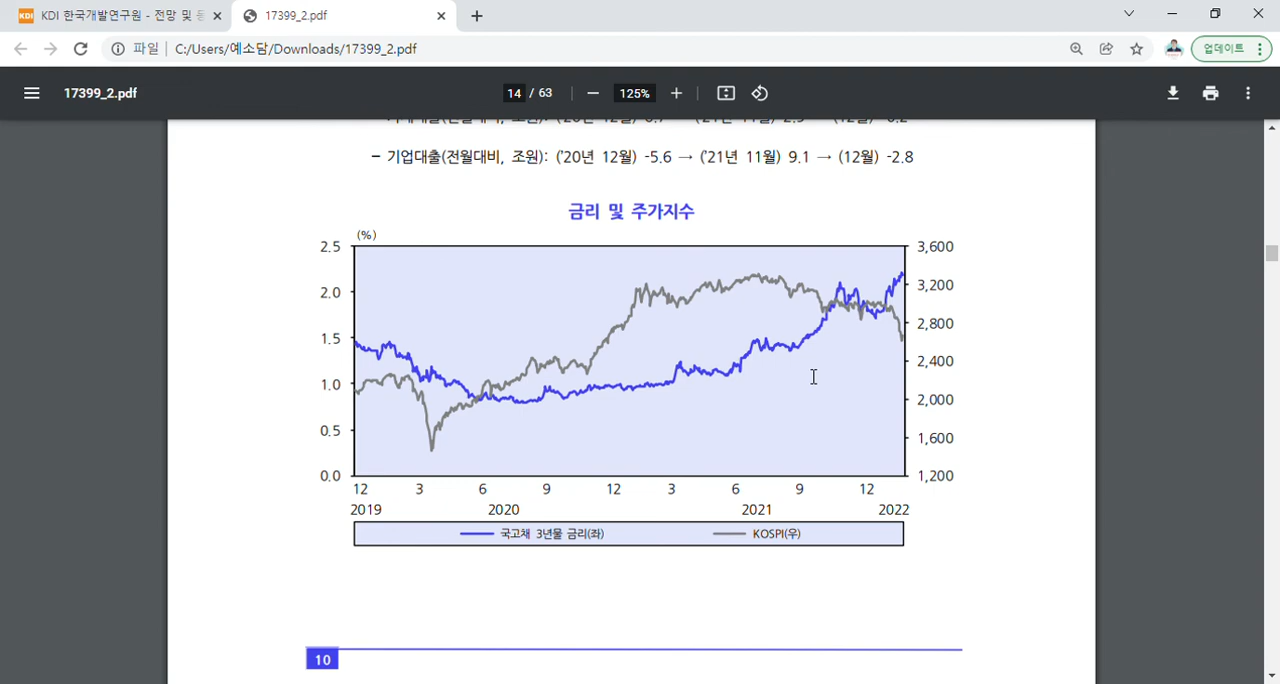 KDI 한국개발연구원 - 전망 및 동
17399_2.pdf
파일
C:/Users/예소담/Downloads/17399_2.pdf
업데이트
17399_2.pdf
14 / 63
125%
- 기업대출(전월대비, 조원): ('20년 12월) -5.6 → ('21년 11월) 9.1 → (12월) -2.8
금리 및 주가지수
(%)
2.5 3,600
2.0 3,200
1.5 2,800
1.0 2,400
0.5 2,000
0.0 1,600
1,200
12 3 6 9 12 3 6 9 12
2019 2020 2021 2022
국고채 3년물 금리(좌) KOSPI(우)
10